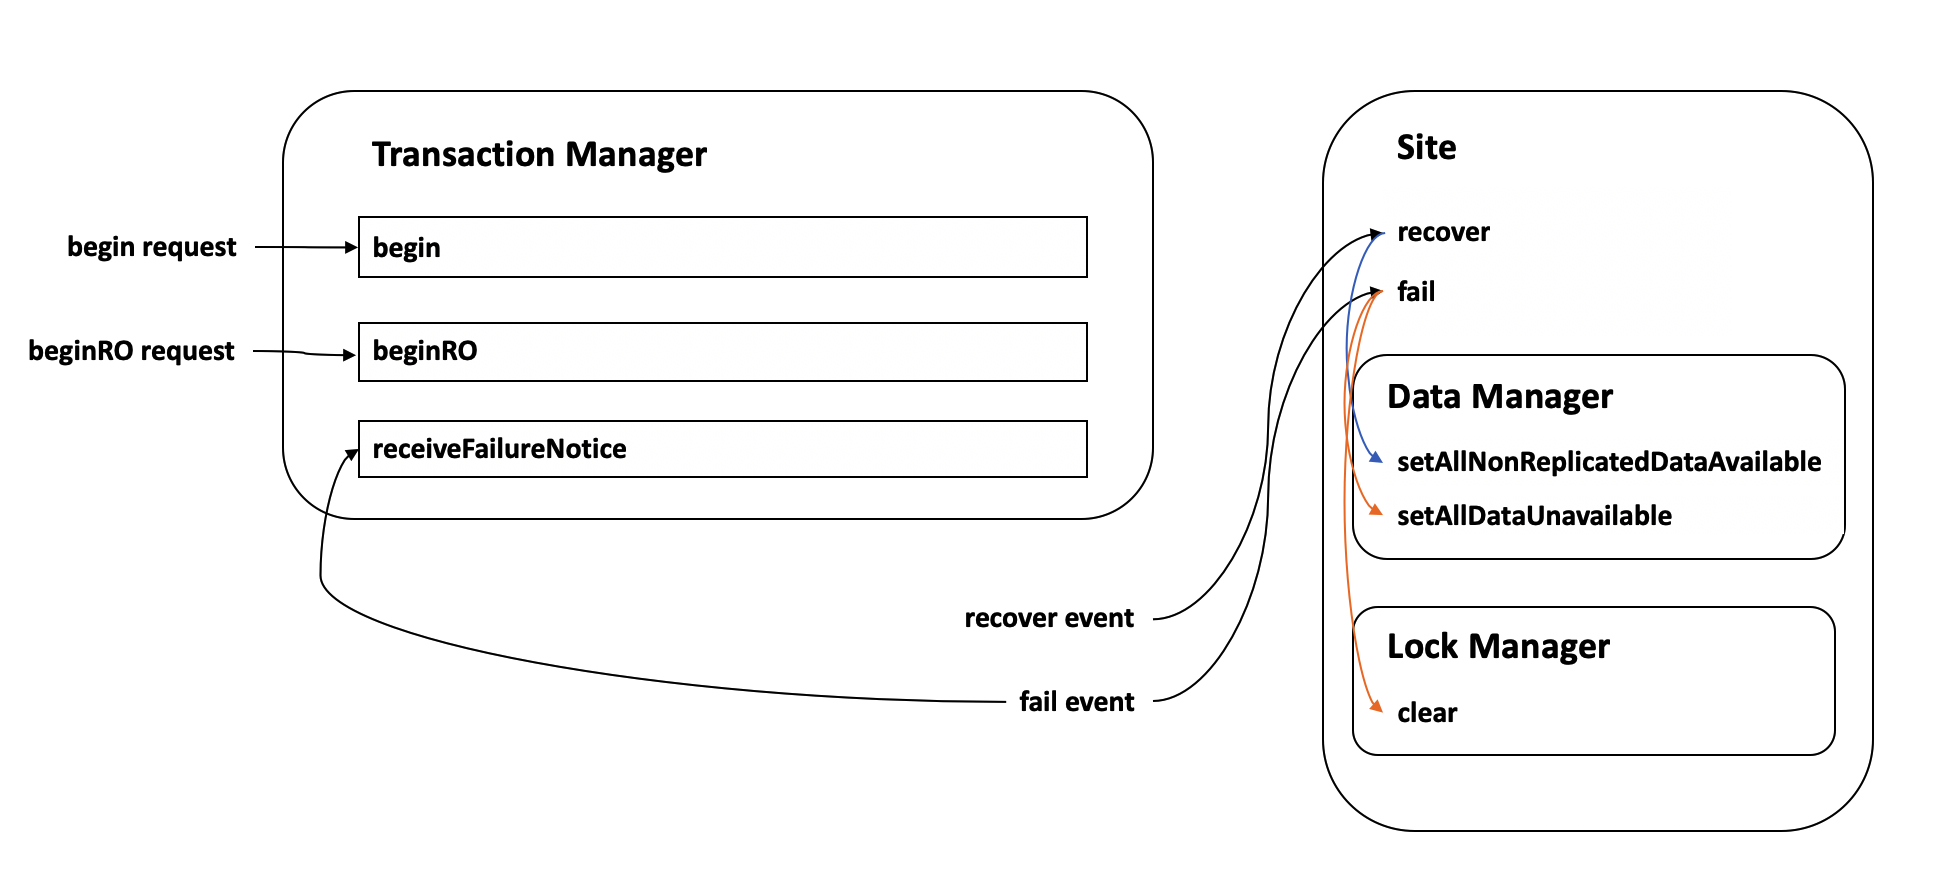 Transaction Manager
begin request
begin
beginRO request
beginRO
receiveFailureNotice
recover event
fail event
Site
recover
fail
Data Manager
setAllNonReplicatedDataAvailable
setAllDataUnavailable
Lock Manager
clear